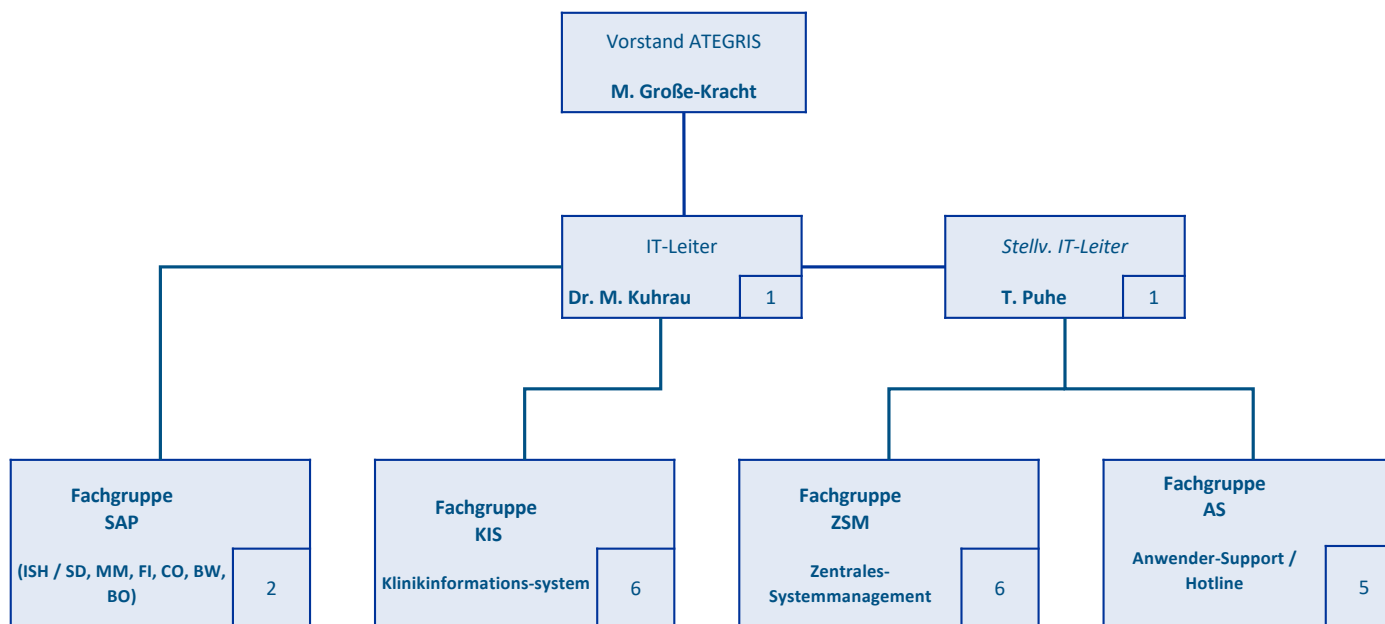 Vorstand ATEGRIS
M. Große-Kracht
IT-Leiter
Dr. M. Kuhrau
1
Stellv. IT-Leiter
T. Puhe
1
Fachgruppe
SAP
(ISH / SD, MM, FI, CO, BW,
BO)
2
Fachgruppe
KIS
Klinikinformations-system
6
Fachgruppe
ZSM
Zentrales-
Systemmanagement
6
Fachgruppe
AS
Anwender-Support /
Hotline
5